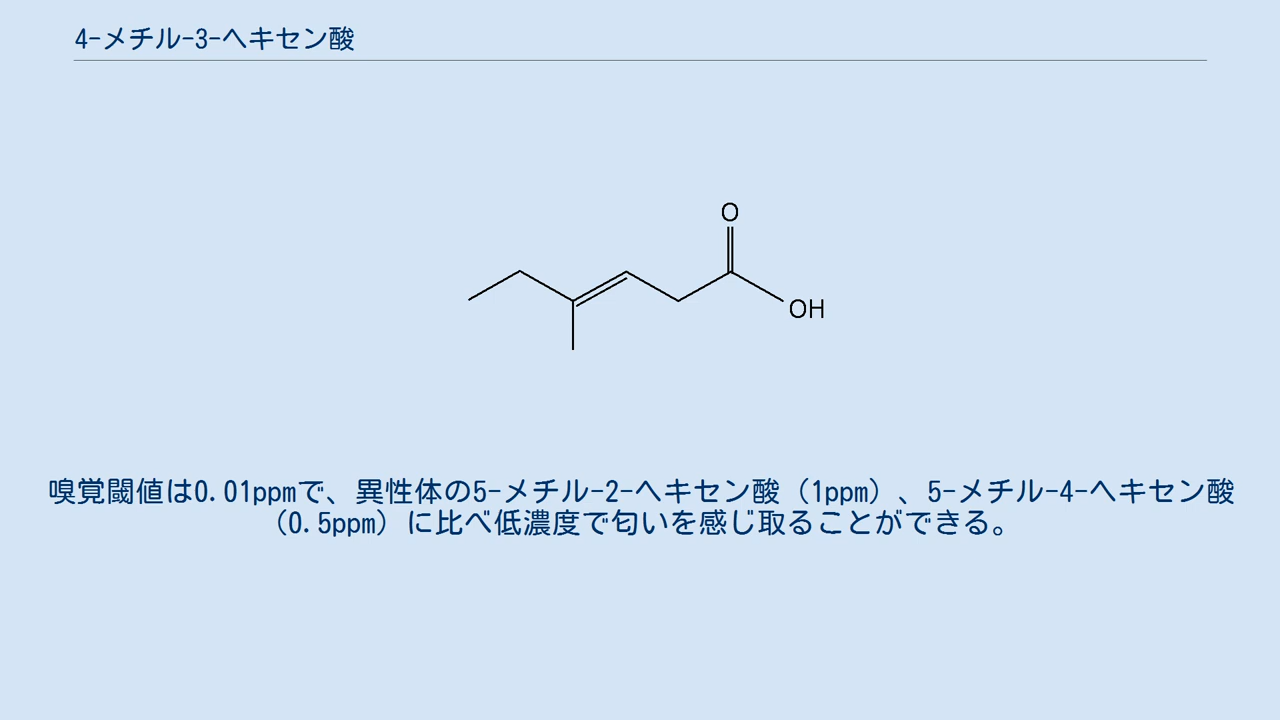 4-メチル-3-ヘキセン酸
O
OH
嗅覚閾値は0.01ppmで、異性体の5-メチル-2-ヘキセン酸（1ppm）、5-メチル-4-ヘキセン酸
（0.5ppm）に比べ低濃度で匂いを感じ取ることができる。